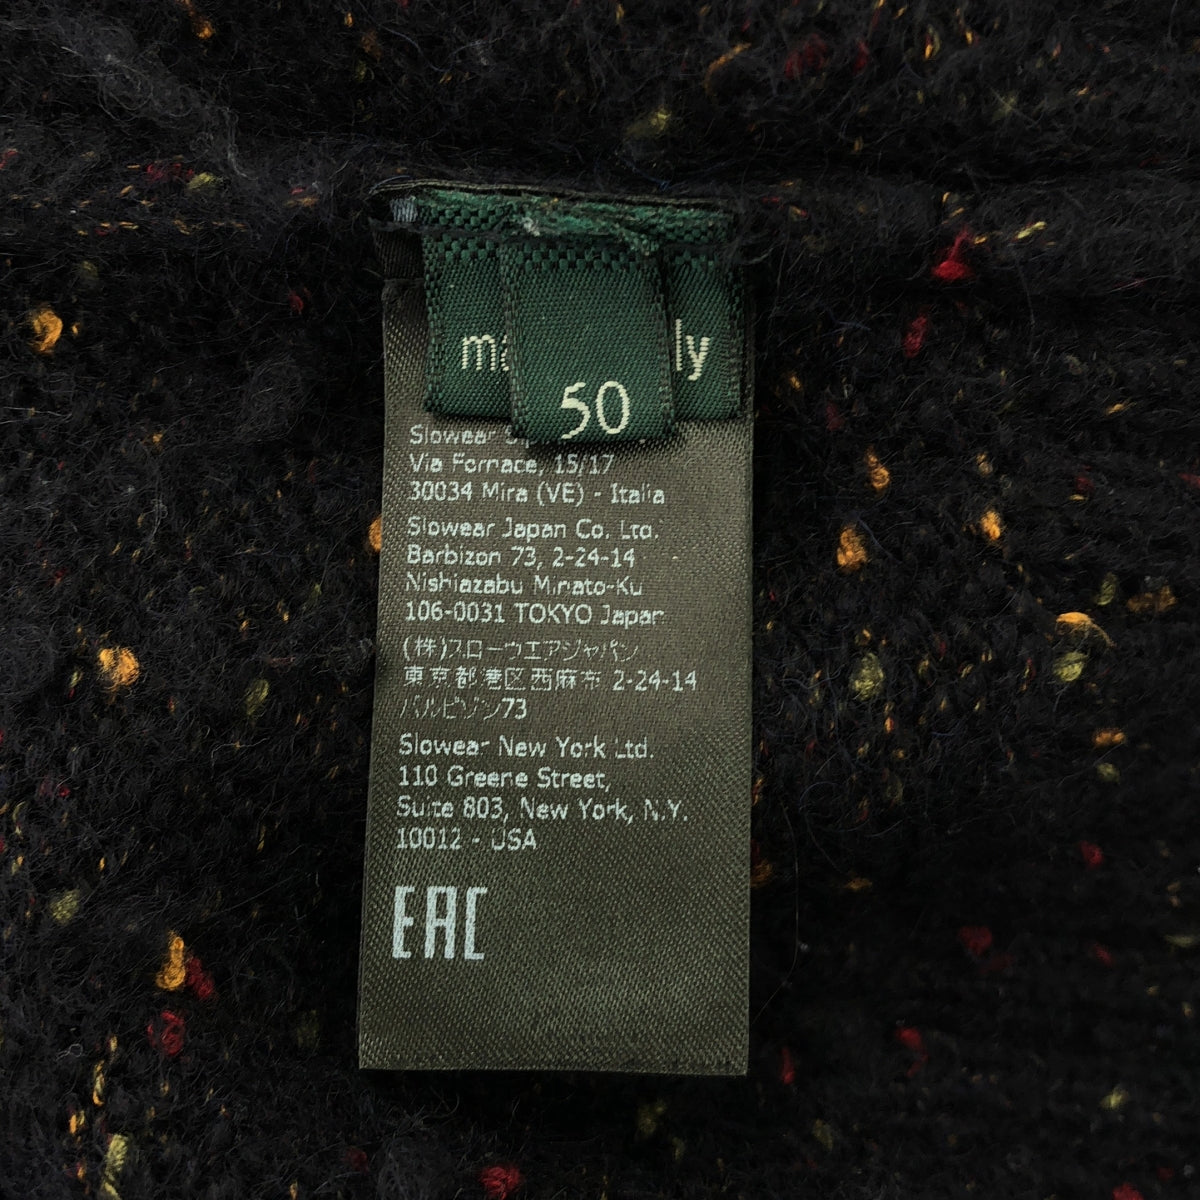 50
Slowear
Via Fornace, 15/17
30034 Mira (VE) - Italia
Slowear Japan Co. Ltd.
Barbizon 73, 2-24-14
Nishiazabu Minato-Ku
106-0031 TOKYO Japan
(株)スローウエアジャパン
東京都港区西麻布 2-24-14
バルビゾン73
Slowear New York Ltd.
110 Greene Street,
Suite 803, New York, N.Y.
10012 - USA
EAC